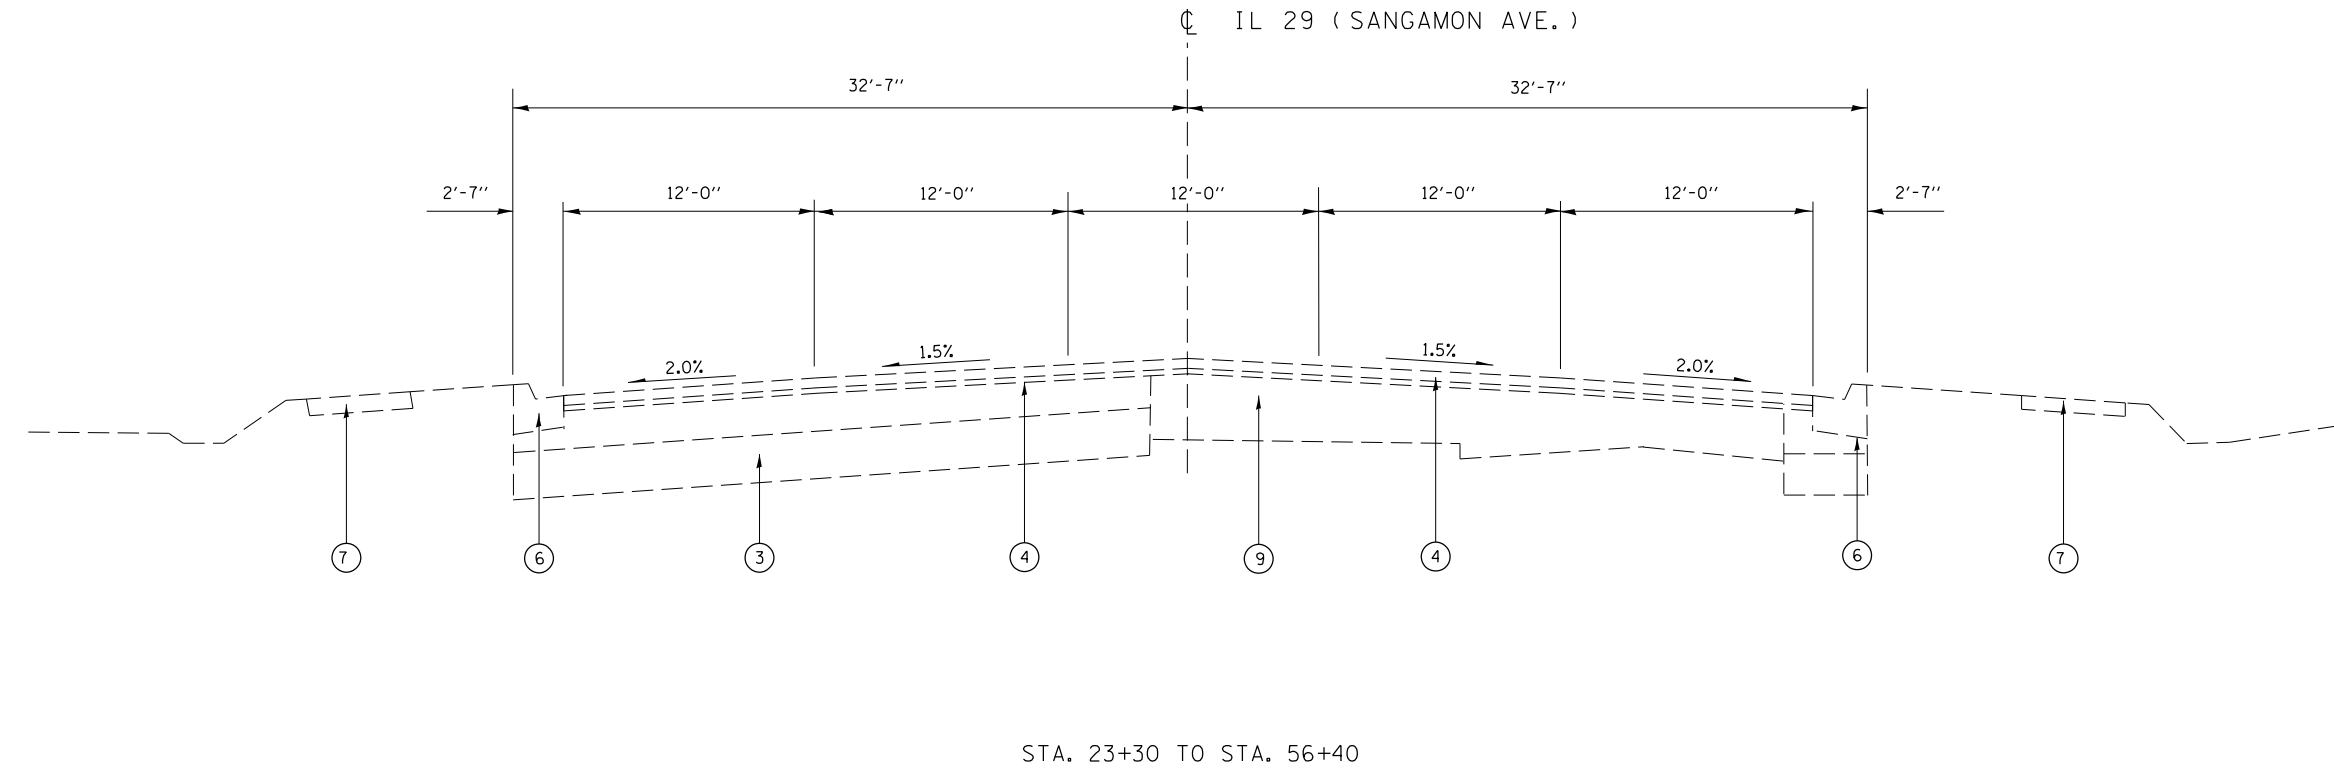 ℄ IL 29 (SANGAMON AVE.)
32'-7" 32'-7"
2'-7" 12'-0" 12'-0" 12'-0" 12'-0" 12'-0" 2'-7"
2.0% 1.5% 1.5% 2.0%
7 6 3 4 9 4 6 7
STA. 23+30 TO STA. 56+40